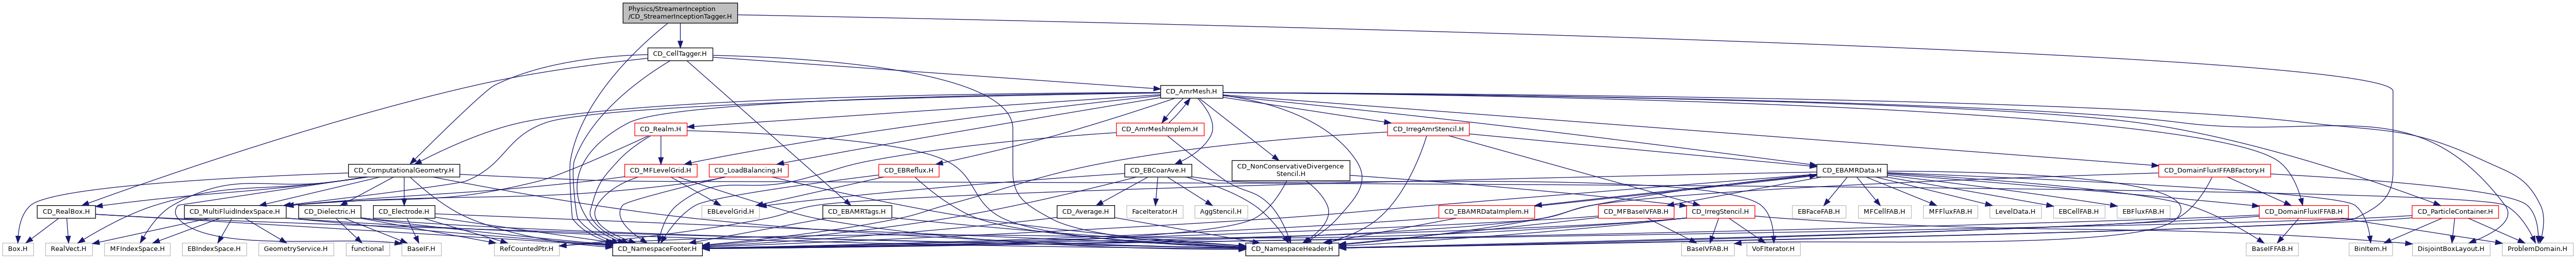 Physics/StreamerInception
/CD_StreamerInceptionTagger.H
CD_CellTagger.H
CD_AmrMesh.H
CD_Realm.H
CD_AmrMeshImplem.H
CD_IrregAmrStencil.H
CD_ComputationalGeometry.H
CD_MFLevelGrid.H
CD_LoadBalancing.H
CD_EBReflux.H
CD_EBCoarAve.H
CD_NonConservativeDivergence
Stencil.H
CD_EBAMRData.H
CD_DomainFluxIFFABFactory.H
CD_RealBox.H
CD_MultiFluidIndexSpace.H
CD_Dielectric.H
CD_Electrode.H
EBLevelGrid.H
CD_EBAMRTags.H
CD_Average.H
FaceIterator.H
AggStencil.H
CD_EBAMRDataImplem.H
CD_MFBaseIVFAB.H
CD_IrregStencil.H
EBFaceFAB.H
MFCellFAB.H
MFFluxFAB.H
LevelData.H
EBCellFAB.H
EBFluxFAB.H
CD_DomainFluxIFFAB.H
CD_ParticleContainer.H
Box.H
RealVect.H
MFIndexSpace.H
EBIndexSpace.H
GeometryService.H
functional
BaseIF.H
RefCountedPtr.H
CD_NamespaceFooter.H
CD_NamespaceHeader.H
BaseIVFAB.H
VoFIterator.H
BaseIFFAB.H
BinItem.H
DisjointBoxLayout.H
ProblemDomain.H